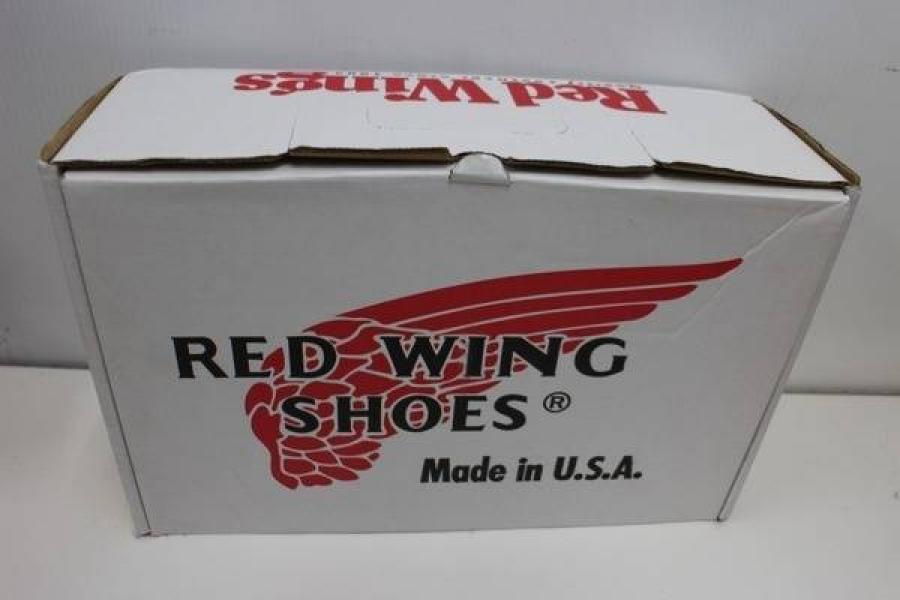 Red Wings
RED WING
SHOES ®
Made in U.S.A.